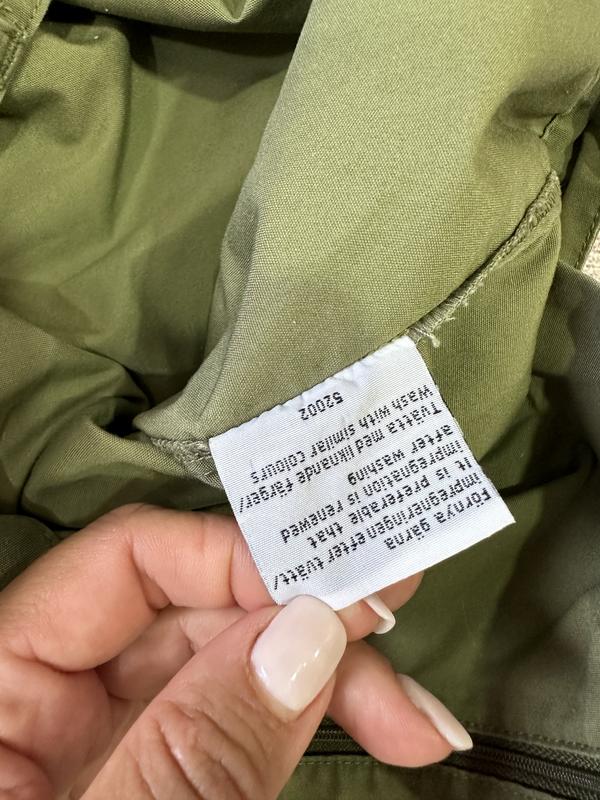 Förnya gärna
impregneringen efter tvätt/
it is preferable that
impregnation is renewed
after washing
Tvätta med liknande färger/
Wash with similar colours
52002